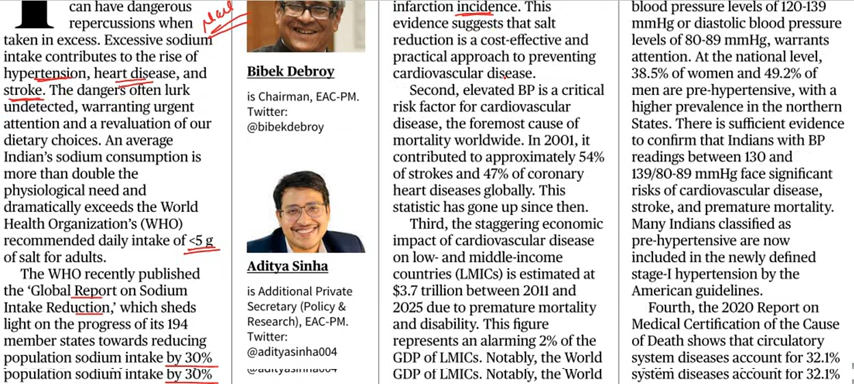 can have dangerous
repercussions when
taken in excess. Excessive sodium
intake contributes to the rise of
hypertension, heart disease, and
stroke. The dangers often lurk
undetected, warranting urgent
attention and a revaluation of our
dietary choices. An average
Indian's sodium consumption is
more than double the
physiological need and
dramatically exceeds the World
Health Organization's (WHO)
recommended daily intake of <5 g
of salt for adults.
The WHO recently published
the 'Global Report on Sodium
Intake Reduction,' which sheds
light on the progress of its 194
member states towards reducing
population sodium intake by 30%
population sodium intake by 30%
Bibek Debroy
is Chairman, EAC-PM.
Twitter:
@bibekdebroy
Aditya Sinha
is Additional Private
Secretary (Policy &
Research), EAC-PM.
Twitter:
@adityasinha004
@adityasinha004
infarction incidence. This
evidence suggests that salt
reduction is a cost-effective and
practical approach to preventing
cardiovascular disease.
Second, elevated BP is a critical
risk factor for cardiovascular
disease, the foremost cause of
mortality worldwide. In 2001, it
contributed to approximately 54%
of strokes and 47% of coronary
heart diseases globally. This
statistic has gone up since then.
Third, the staggering economic
impact of cardiovascular disease
on low- and middle-income
countries (LMICs) is estimated at
$3.7 trillion between 2011 and
2025 due to premature mortality
and disability. This figure
represents an alarming 2% of the
GDP of LMICs. Notably, the World
GDP of LMICs. Notably, the World
blood pressure levels of 120-139
mmHg or diastolic blood pressure
levels of 80-89 mmHg, warrants
attention. At the national level,
38.5% of women and 49.2% of
men are pre-hypertensive, with a
higher prevalence in the northern
States. There is sufficient evidence
to confirm that Indians with BP
readings between 130 and
139/80-89 mmHg face significant
risks of cardiovascular disease,
stroke, and premature mortality.
Many Indians classified as
pre-hypertensive are now
included in the newly defined
stage-I hypertension by the
American guidelines.
Fourth, the 2020 Report on
Medical Certification of the Cause
of Death shows that circulatory
system diseases account for 32.1%
system diseases account for 32.1%